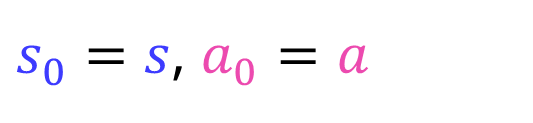 s₀ = s, a₀ = a